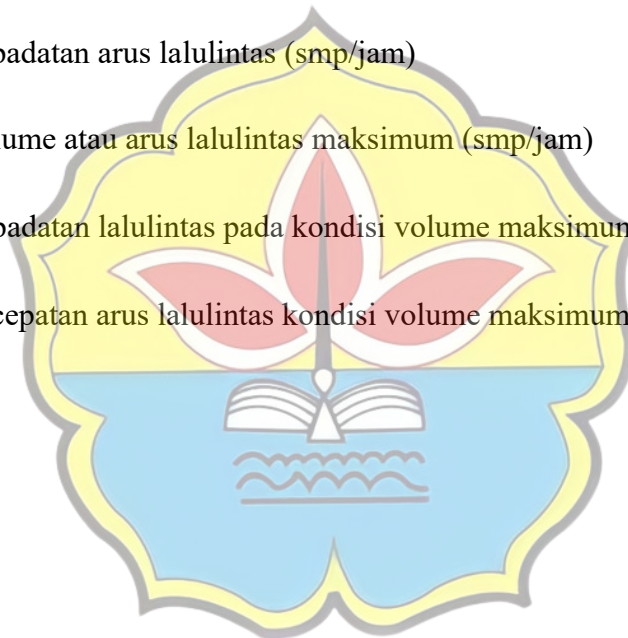 padatan arus lalulintas (smp/jam)
lume atau arus lalulintas maksimum (smp/jam)
padatan lalulintas pada kondisi volume maksimun
cepatan arus lalulintas kondisi volume maksimum